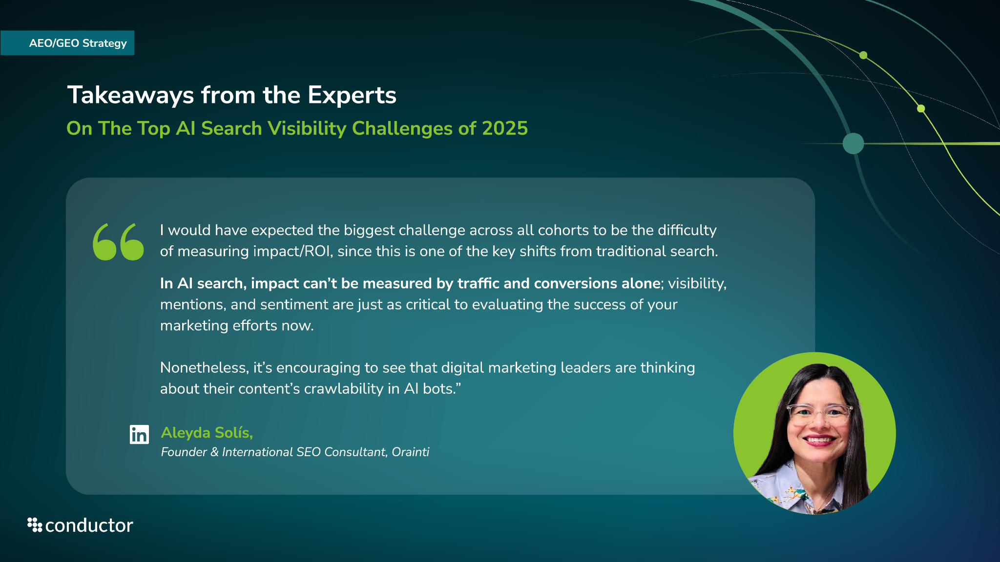 AEO/GEO Strategy
Takeaways from the Experts
On The Top AI Search Visibility Challenges of 2025
“
I would have expected the biggest challenge across all cohorts to be the difficulty
of measuring impact/ROI, since this is one of the key shifts from traditional search.
In AI search, impact can’t be measured by traffic and conversions alone; visibility,
mentions, and sentiment are just as critical to evaluating the success of your
marketing efforts now.
Nonetheless, it’s encouraging to see that digital marketing leaders are thinking
about their content’s crawlability in AI bots.”
in
Aleyda Solís,
Founder & International SEO Consultant, Orainti
conductor